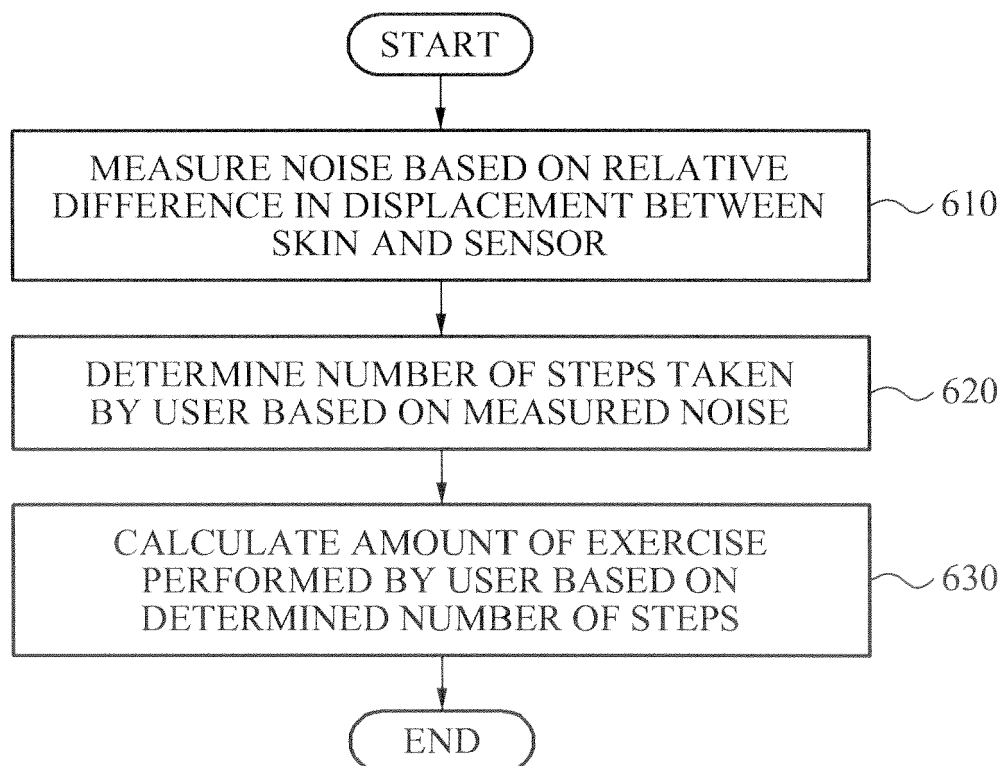 START
MEASURE NOISE BASED ON RELATIVE
DIFFERENCE IN DISPLACEMENT BETWEEN
SKIN AND SENSOR
610
DETERMINE NUMBER OF STEPS TAKEN
BY USER BASED ON MEASURED NOISE
620
CALCULATE AMOUNT OF EXERCISE
PERFORMED BY USER BASED ON
DETERMINED NUMBER OF STEPS
630
END